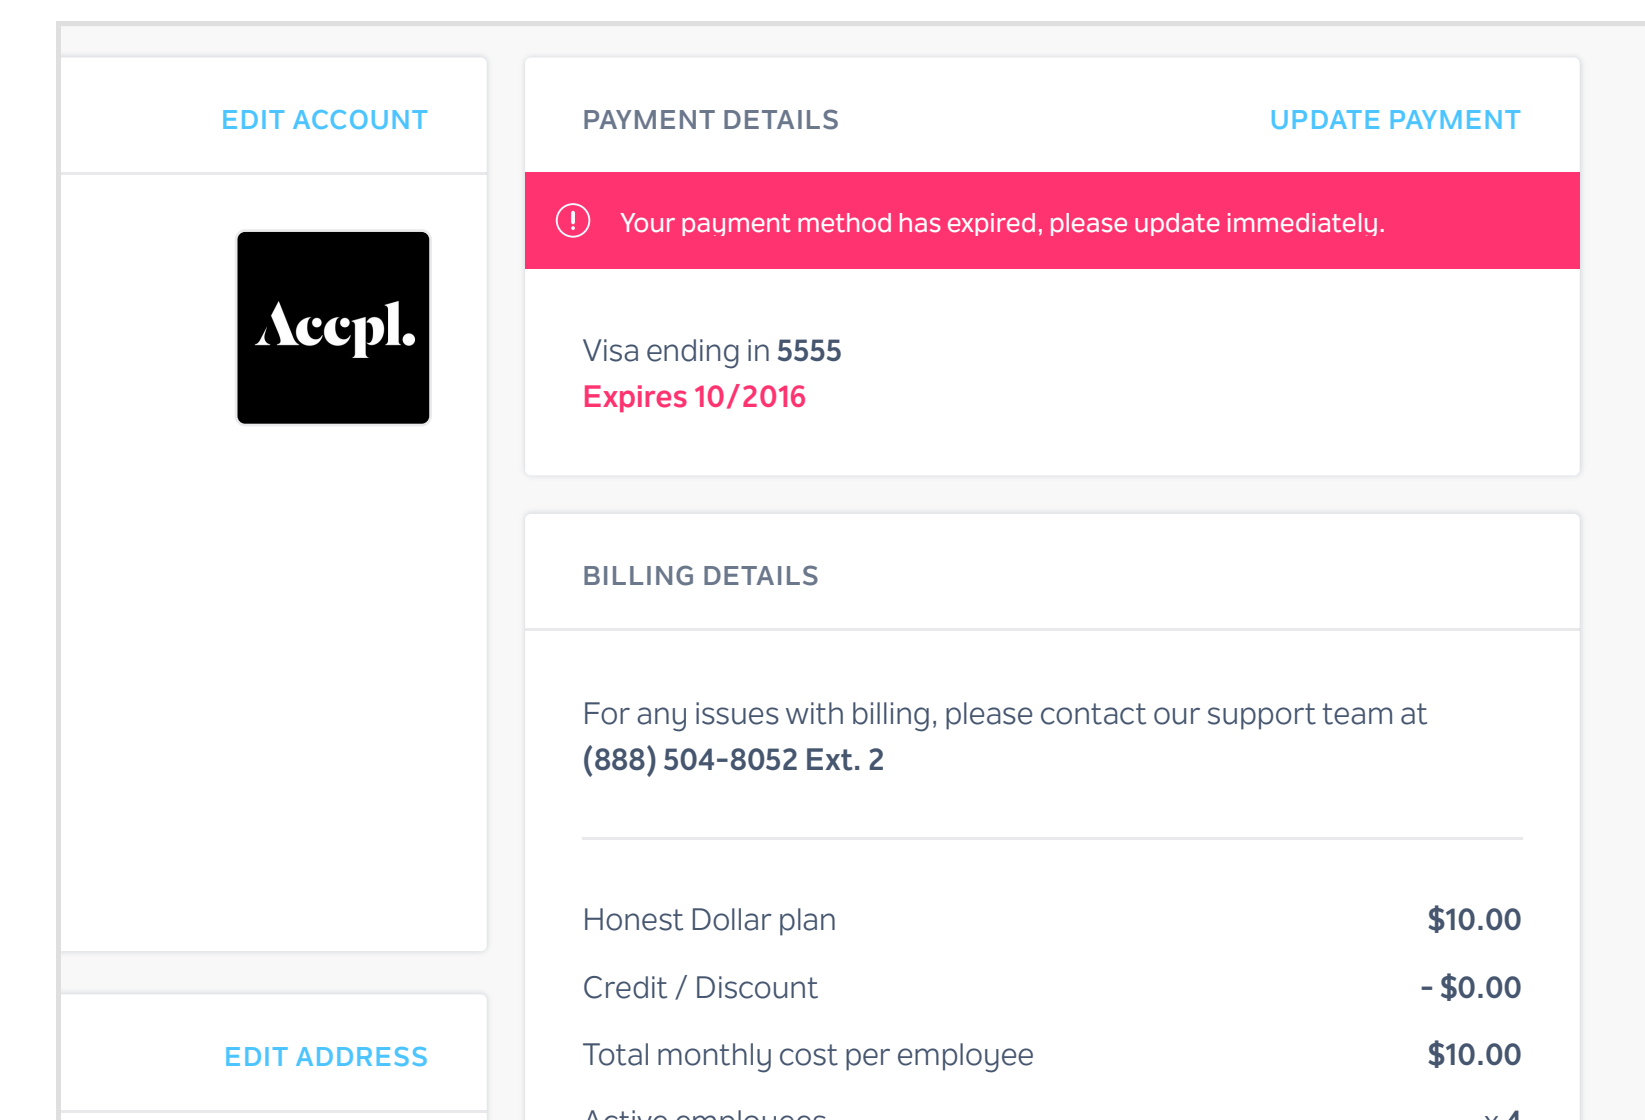 EDIT ACCOUNT
Accpl.
EDIT ADDRESS
PAYMENT DETAILS
UPDATE PAYMENT
Your payment method has expired, please update immediately.
Visa ending in 5555
Expires 10/2016
BILLING DETAILS
For any issues with billing, please contact our support team at
(888) 504-8052 Ext. 2
Honest Dollar plan $10.00
Credit / Discount - $0.00
Total monthly cost per employee $10.00
Active employees x 4